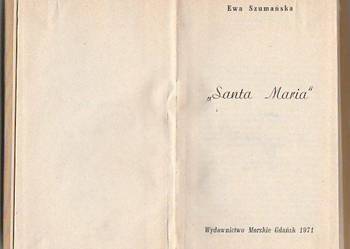 Ewa Szumańska
„Santa Maria”
Wydawnictwo Morskie Gdańsk 1971